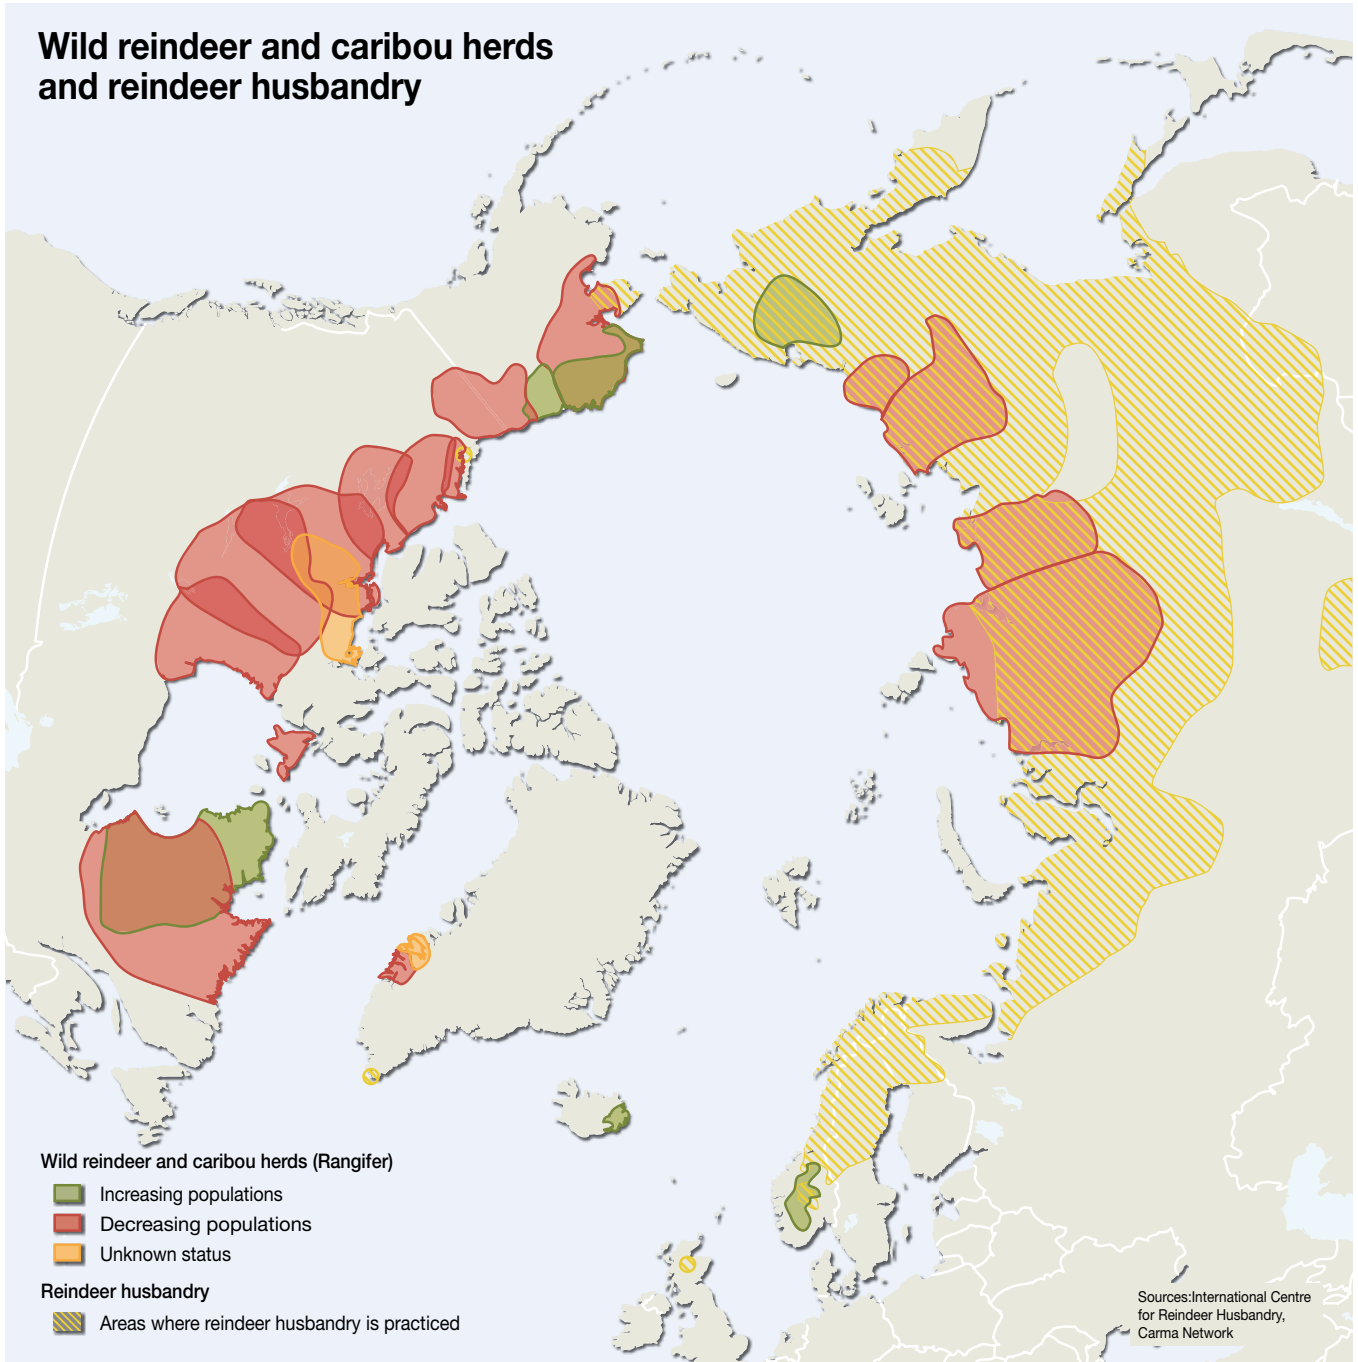 Wild reindeer and caribou herds
and reindeer husbandry
Wild reindeer and caribou herds (Rangifer)
Increasing populations
Decreasing populations
Unknown status
Reindeer husbandry
Areas where reindeer husbandry is practiced
Sources:International Centre
for Reindeer Husbandry,
Carma Network